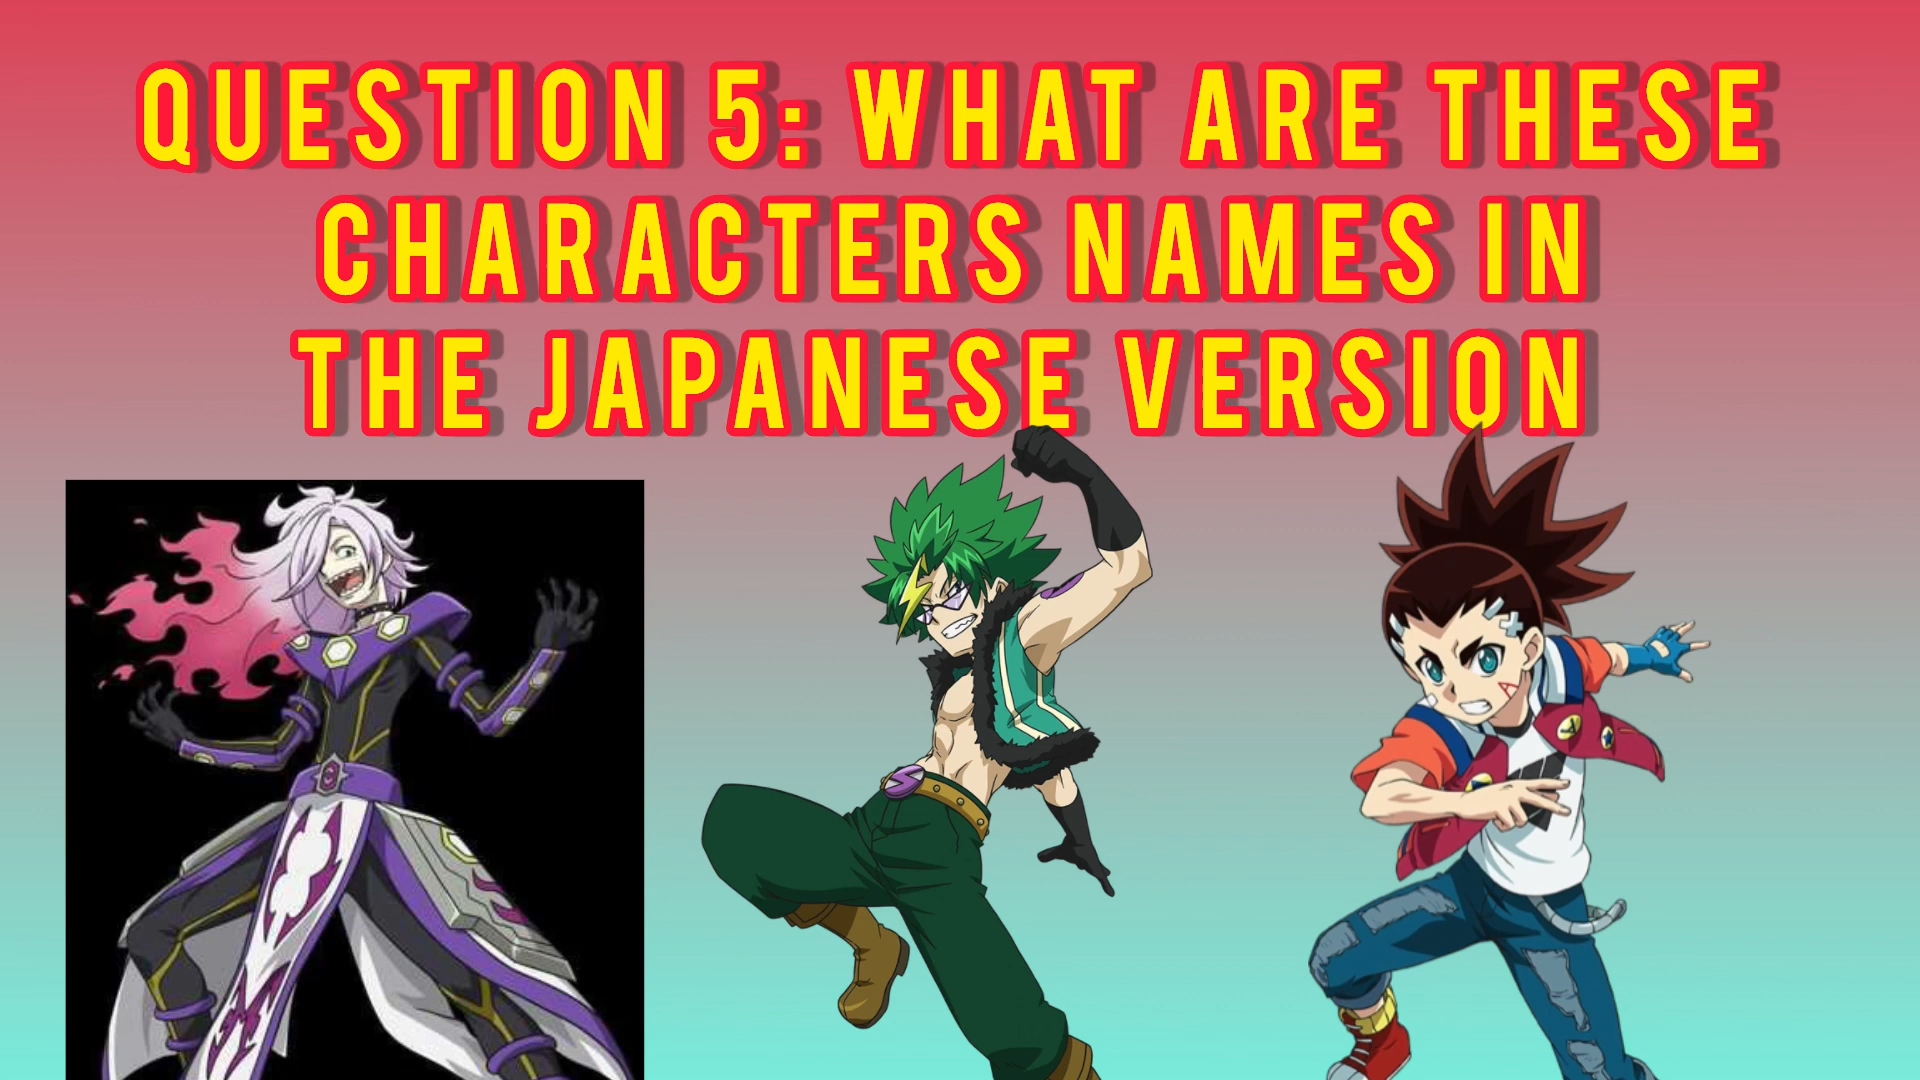 QUESTION 5: WHAT ARE THESE
CHARACTERS NAMES IN
THE JAPANESE VERSION